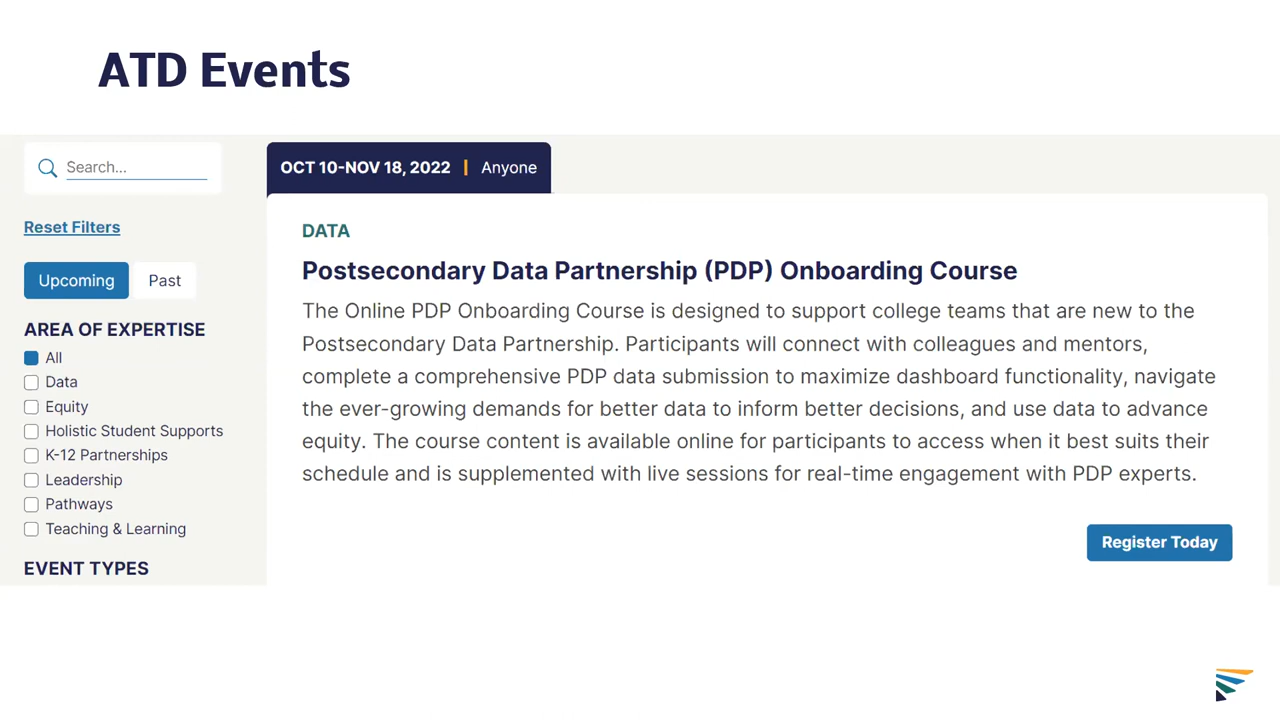 ATD Events
Search...
Reset Filters
Upcoming
Past
AREA OF EXPERTISE
All
Data
Equity
Holistic Student Supports
K-12 Partnerships
Leadership
Pathways
Teaching & Learning
EVENT TYPES
OCT 10-NOV 18, 2022 | Anyone
DATA
Postsecondary Data Partnership (PDP) Onboarding Course
The Online PDP Onboarding Course is designed to support college teams that are new to the
Postsecondary Data Partnership. Participants will connect with colleagues and mentors,
complete a comprehensive PDP data submission to maximize dashboard functionality, navigate
the ever-growing demands for better data to inform better decisions, and use data to advance
equity. The course content is available online for participants to access when it best suits their
schedule and is supplemented with live sessions for real-time engagement with PDP experts.
Register Today